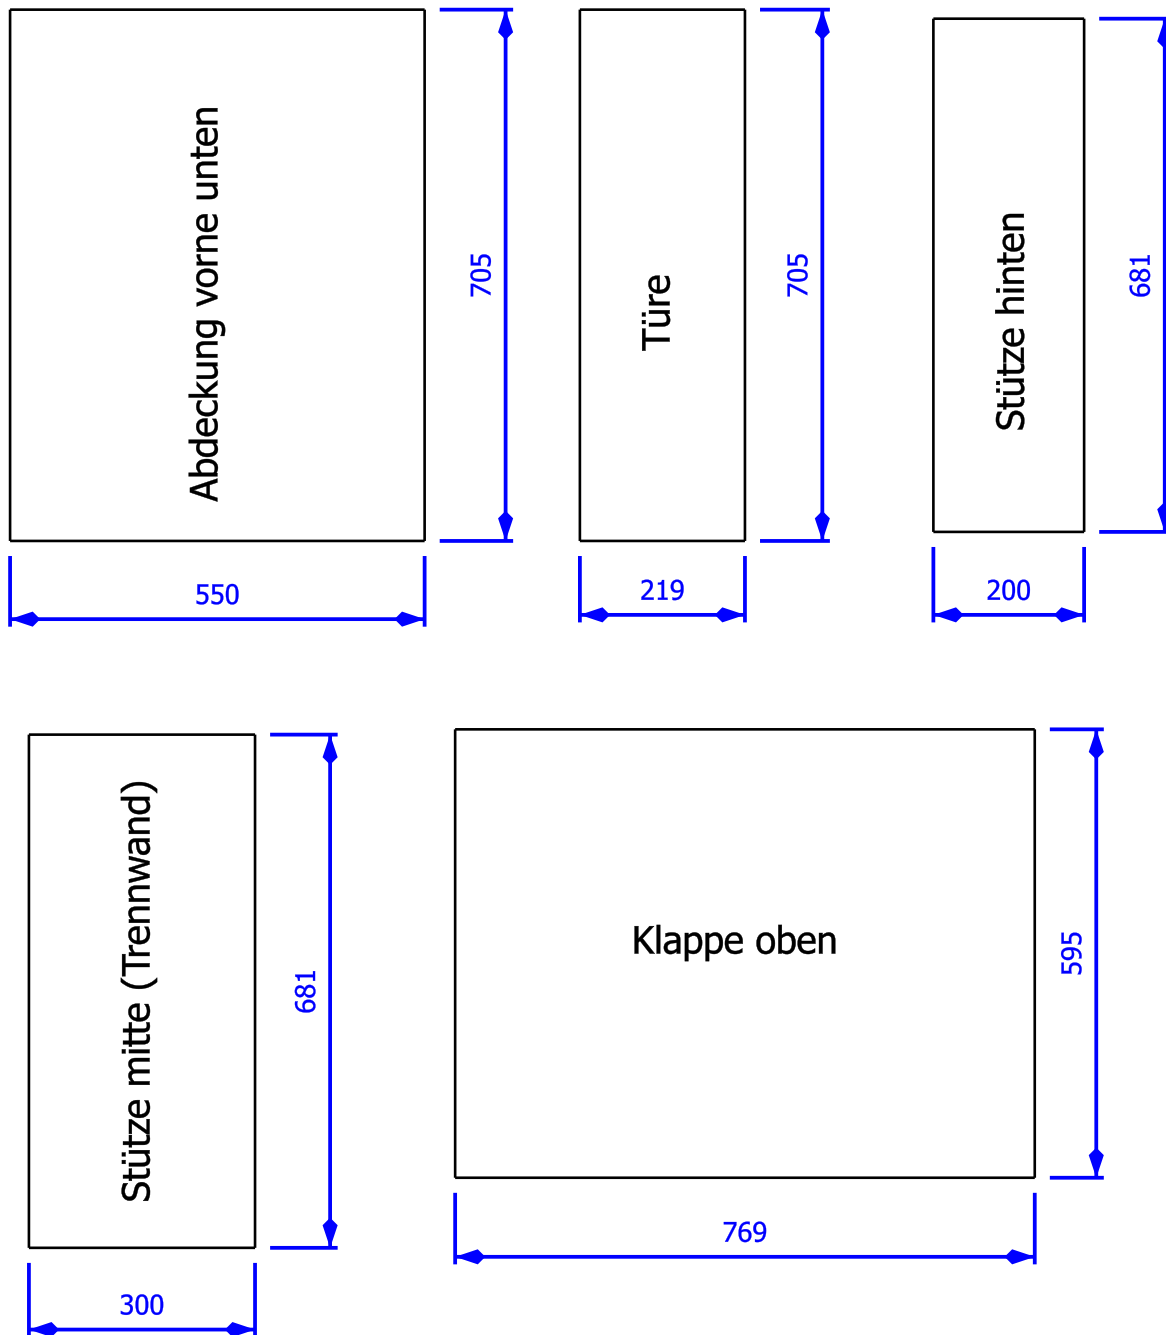 Abdeckung vorne unten
705
550
Türe
705
219
Stütze hinten
681
200
Stütze mitte (Trennwand)
681
300
Klappe oben
595
769